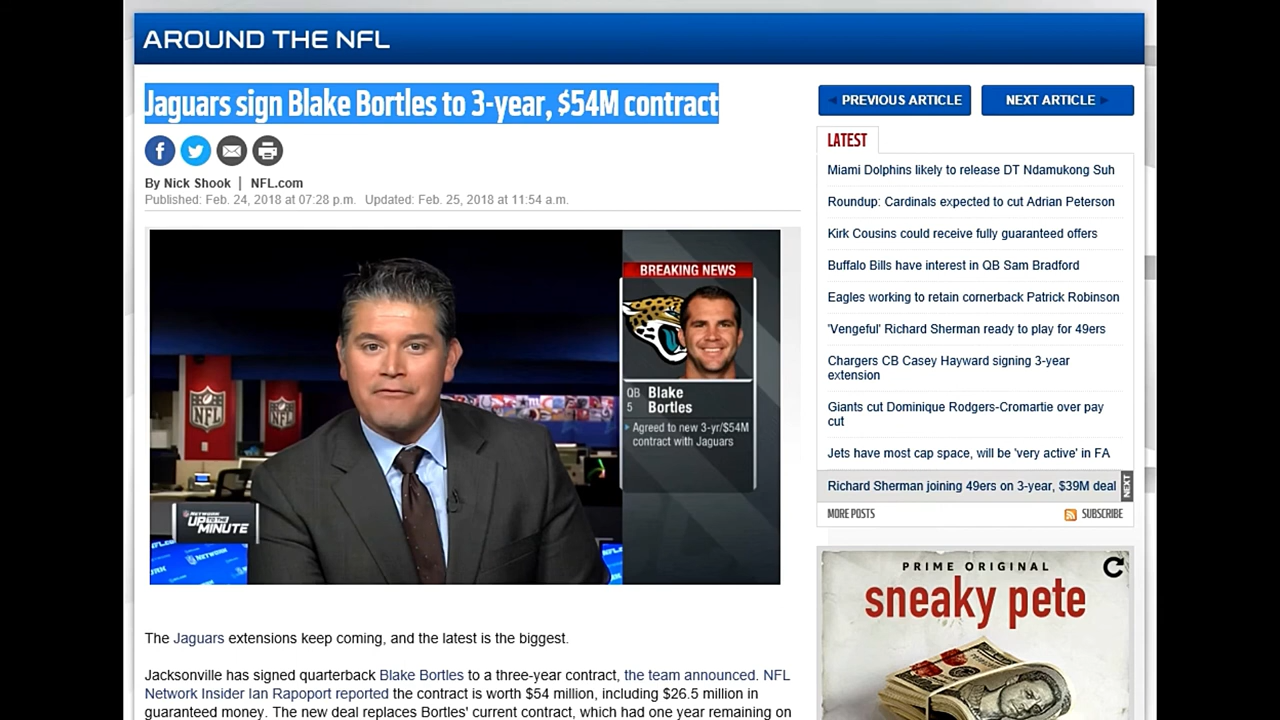 AROUND THE NFL
Jaguars sign Blake Bortles to 3-year, $54M contract
By Nick Shook | NFL.com
Published: Feb. 24, 2018 at 07:28 p.m. Updated: Feb. 25, 2018 at 11:54 a.m.
BREAKING NEWS
QB Blake
5 Bortles
Agreed to new 3-yr/$54M
contract with Jaguars
NFL
NFL
NETWORK
UP TO THE
MINUTE
NETWORK
The Jaguars extensions keep coming, and the latest is the biggest.
Jacksonville has signed quarterback Blake Bortles to a three-year contract, the team announced. NFL
Network Insider Ian Rapoport reported the contract is worth $54 million, including $26.5 million in
guaranteed money. The new deal replaces Bortles' current contract, which had one year remaining on
PREVIOUS ARTICLE
NEXT ARTICLE
LATEST
Miami Dolphins likely to release DT Ndamukong Suh
Roundup: Cardinals expected to cut Adrian Peterson
Kirk Cousins could receive fully guaranteed offers
Buffalo Bills have interest in QB Sam Bradford
Eagles working to retain cornerback Patrick Robinson
'Vengeful' Richard Sherman ready to play for 49ers
Chargers CB Casey Hayward signing 3-year
extension
Giants cut Dominique Rodgers-Cromartie over pay
cut
Jets have most cap space, will be 'very active' in FA
Richard Sherman joining 49ers on 3-year, $39M deal
NEXT
MORE POSTS
SUBSCRIBE
PRIME ORIGINAL
sneaky pete